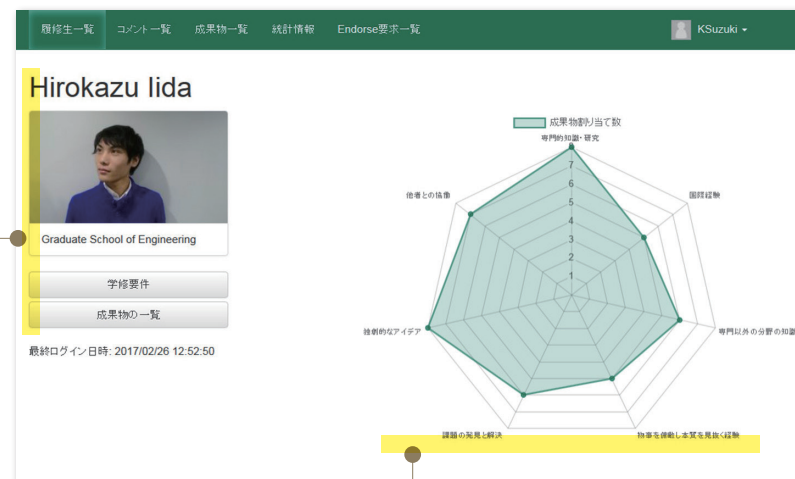 履修生一覧 コメント一覧 成果物一覧 統計情報 Endorse要求一覧 KSuzuki
Hirokazu Iida
Graduate School of Engineering
学修要件
成果物の一覧
最終ログイン日時: 2017/02/26 12:52:50
成果物割り当て数
専門的知識・研究
国際経験
専門以外の分野の知識
物事を俯瞰し本質を見抜く経験
課題の発見と解決
独創的なアイデア
他者との協働
8
7
6
5
4
3
2
1